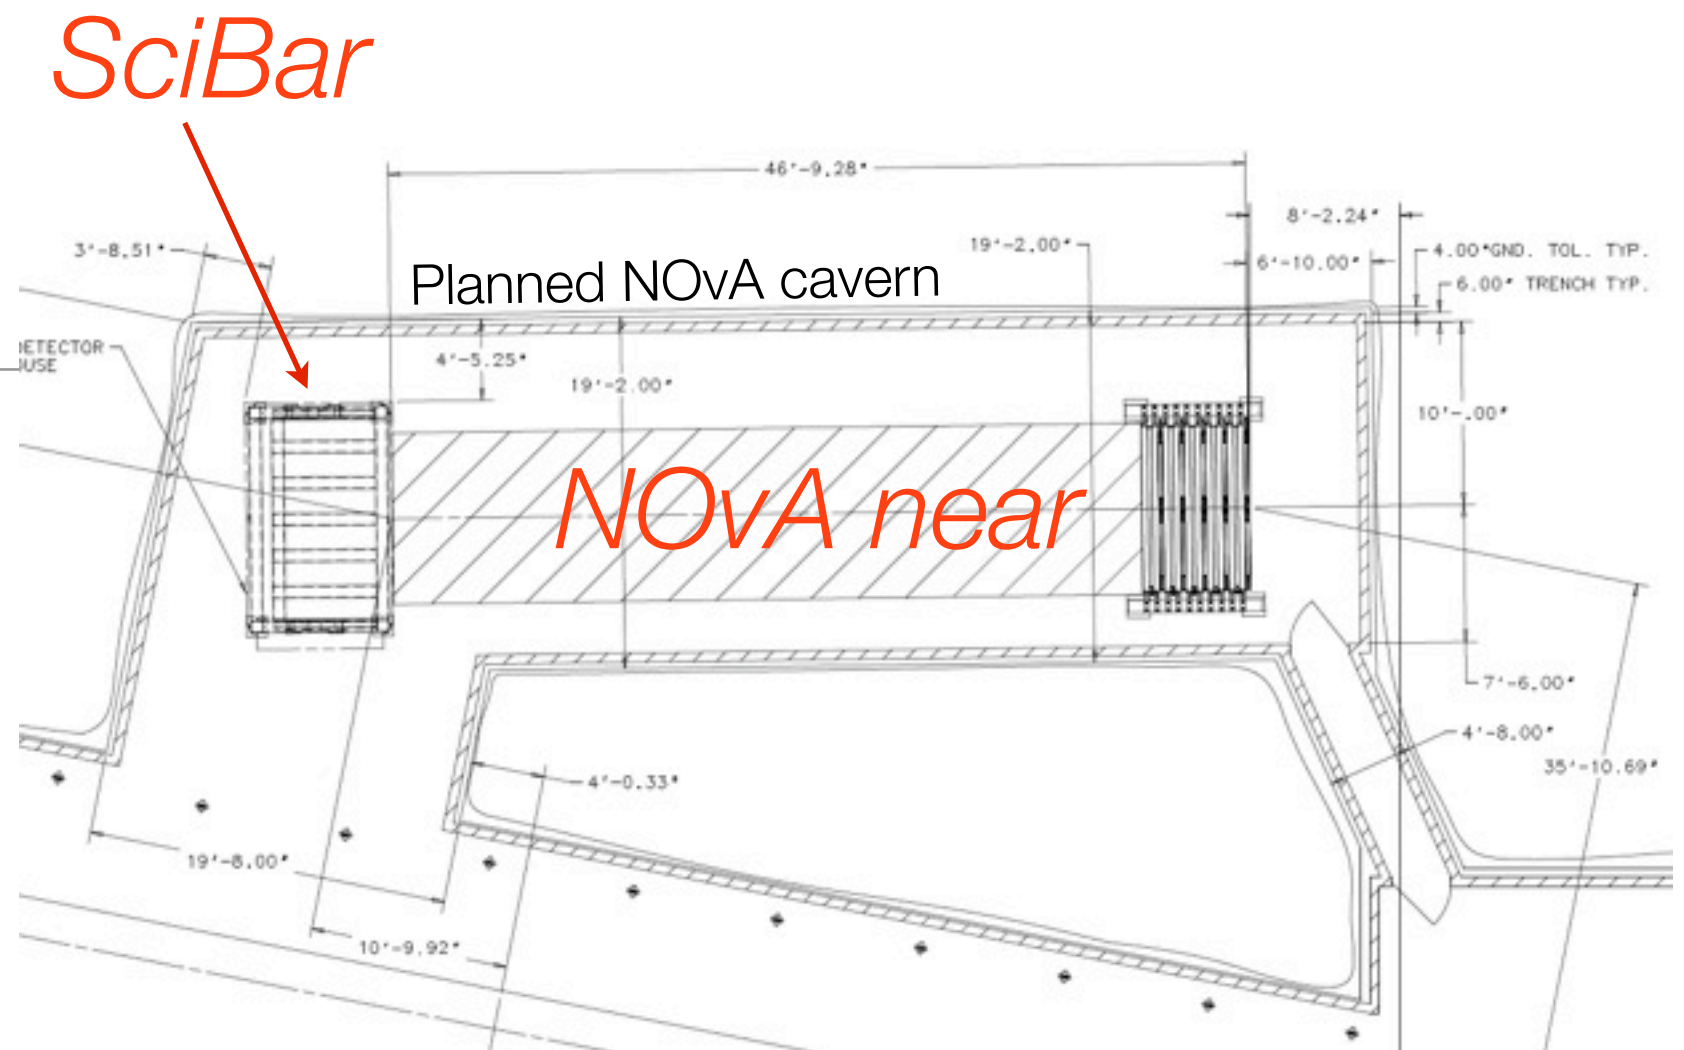 SciBar
46'-9.28"
8'-2.24"
3'-8.51"
19'-2.00"
4.00"GND. TOL. TYP.
6'-10.00"
Planned NOvA cavern
6.00" TRENCH TYP.
ETECTOR
USE
4'-5.25"
19'-2.00"
10'-.00"
NOvA near
7'-6.00"
4'-8.00"
35'-10.69"
4'-0.33"
19'-8.00"
10'-9.92"